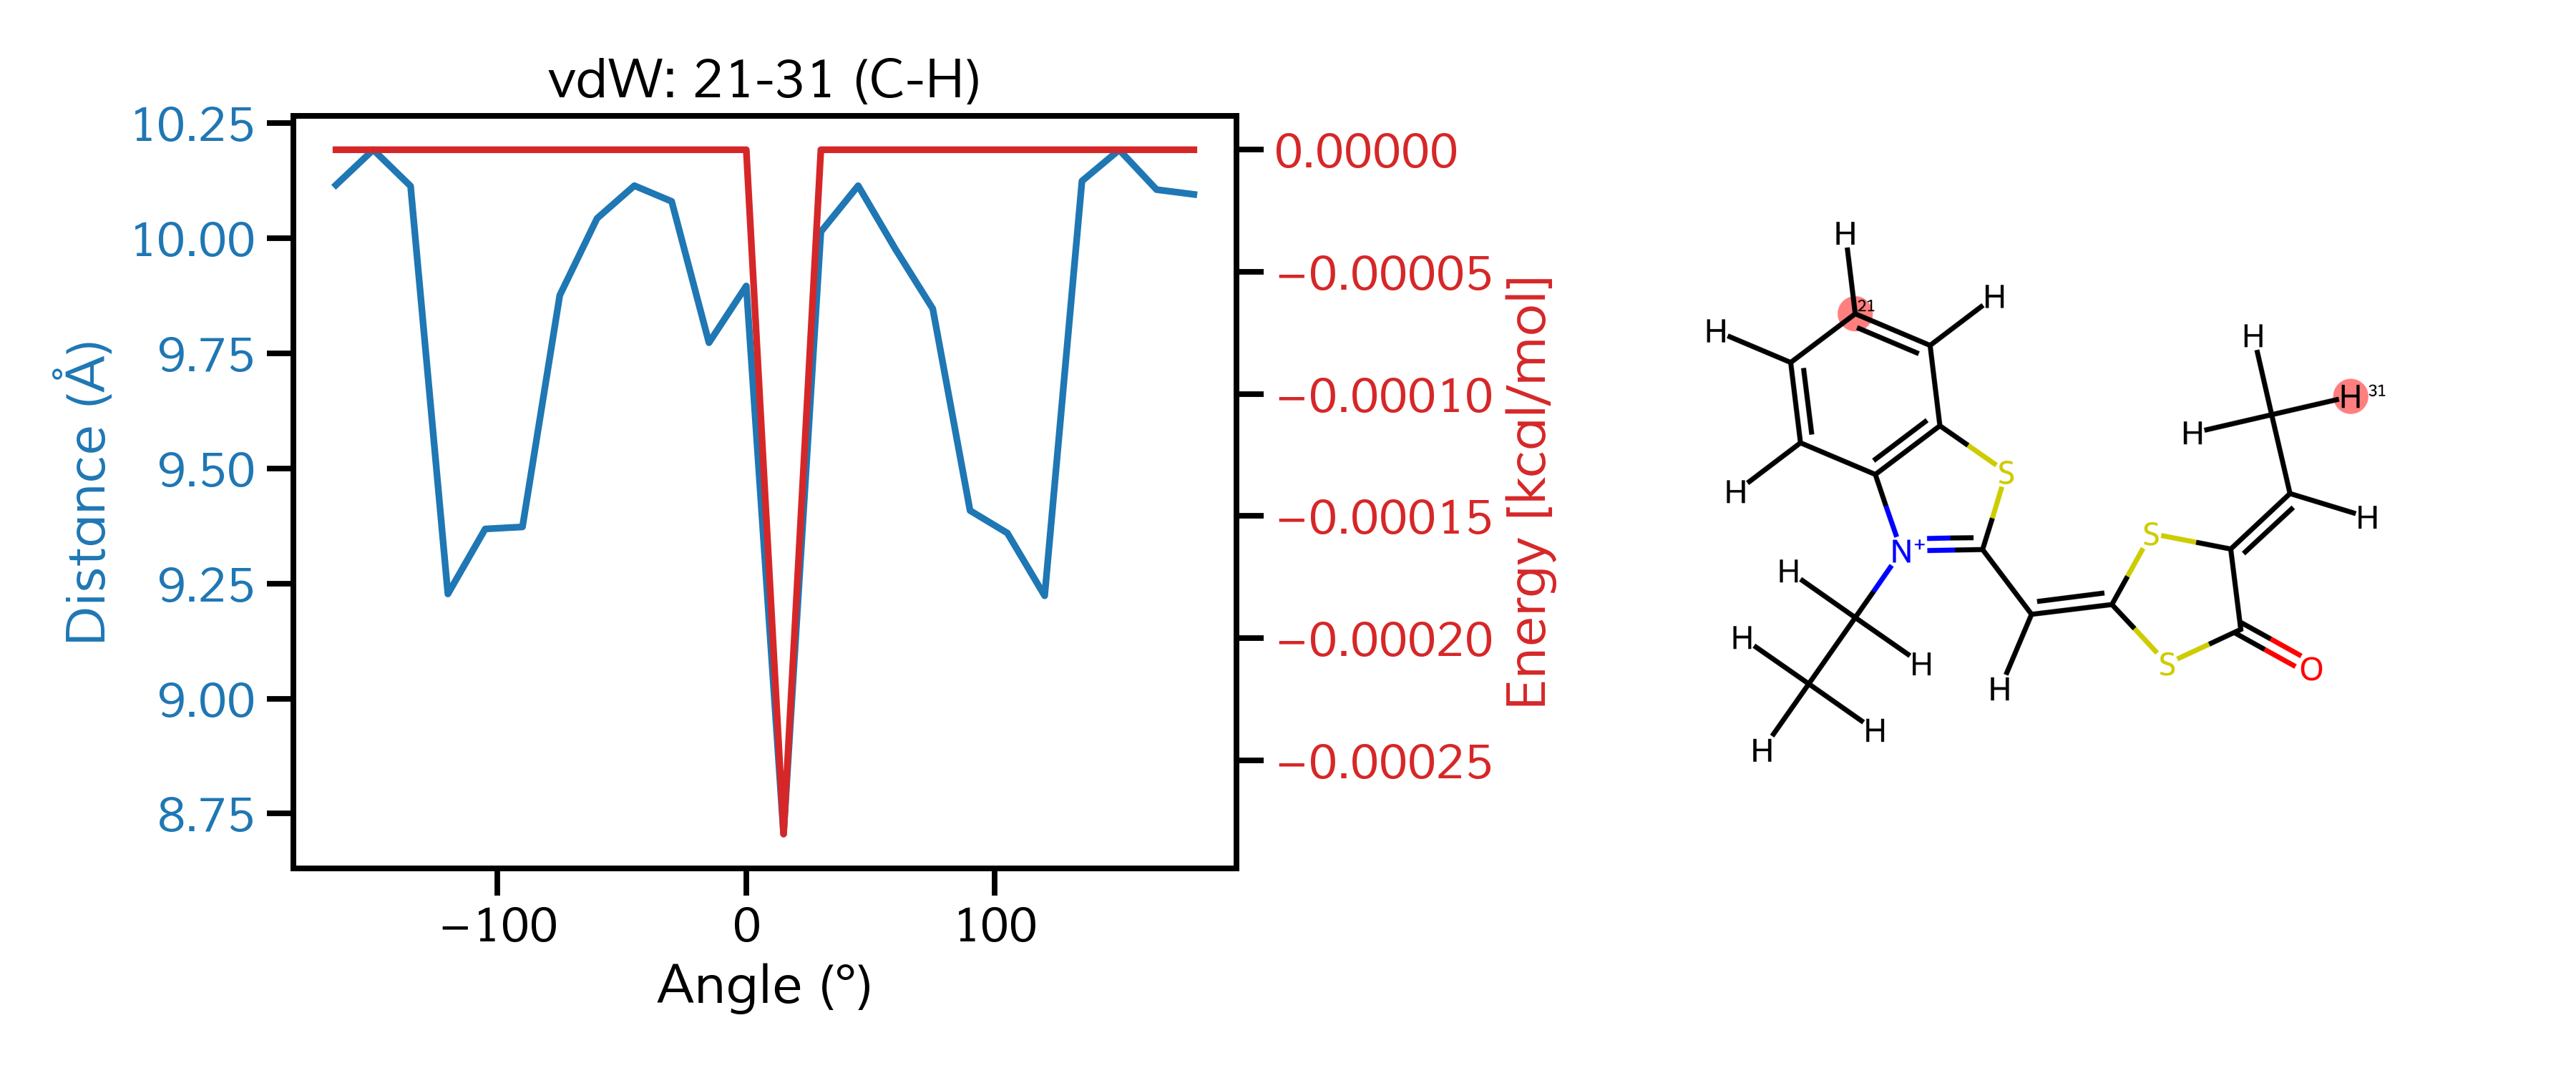 vdW: 21-31 (C-H)
10.25
10.00
9.75
9.50
9.25
9.00
8.75
Distance (Å)
−100
0
100
Angle (°)
0.00000
−0.00005
−0.00010
−0.00015
−0.00020
−0.00025
Energy [kcal/mol]
H
H
21
H
H
H 31
H
H
S
H
H
S
N+
H
H
H
S
O
H
H
H